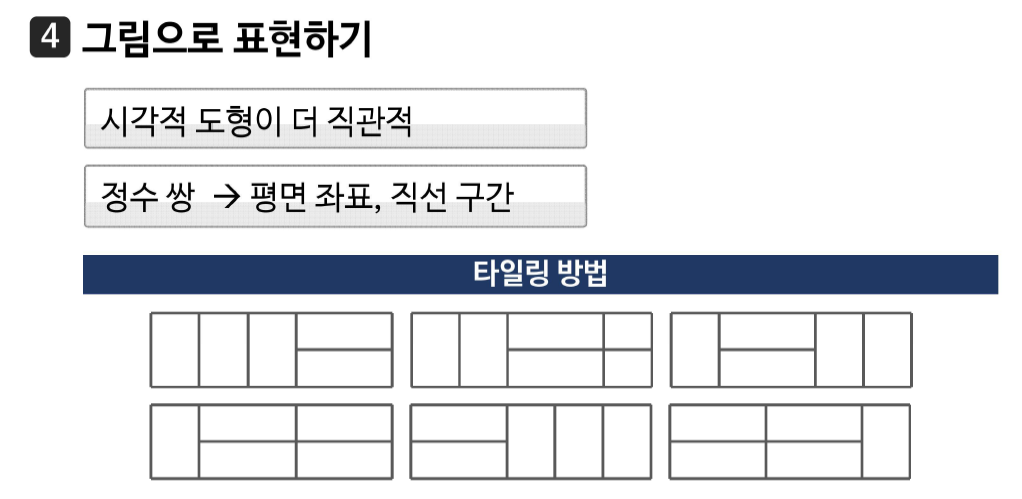 4 그림으로 표현하기
시각적 도형이 더 직관적
정수 쌍 → 평면 좌표, 직선 구간
타일링 방법